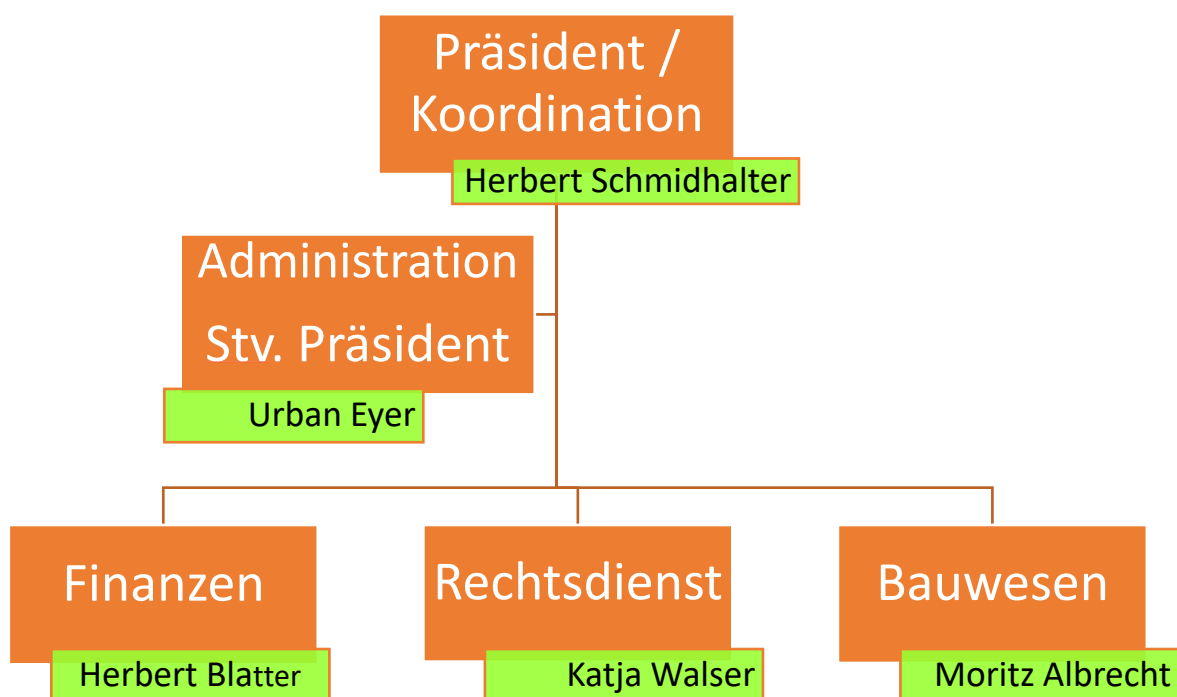 Präsident /
Koordination
Herbert Schmidhalter
Administration
Stv. Präsident
Urban Eyer
Finanzen
Herbert Blatter
Rechtsdienst
Katja Walser
Bauwesen
Moritz Albrecht